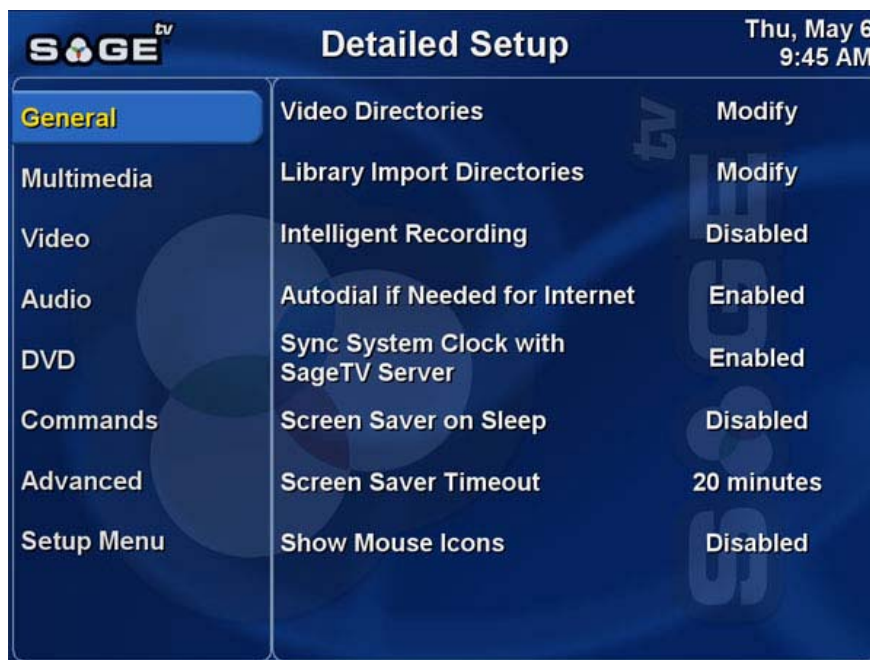 SAGE tv
Detailed Setup
Thu, May 6
9:45 AM
General
Multimedia
Video
Audio
DVD
Commands
Advanced
Setup Menu
Video Directories Modify
Library Import Directories Modify
Intelligent Recording Disabled
Autodial if Needed for Internet Enabled
Sync System Clock with
SageTV Server Enabled
Screen Saver on Sleep Disabled
Screen Saver Timeout 20 minutes
Show Mouse Icons Disabled
SAGE tv